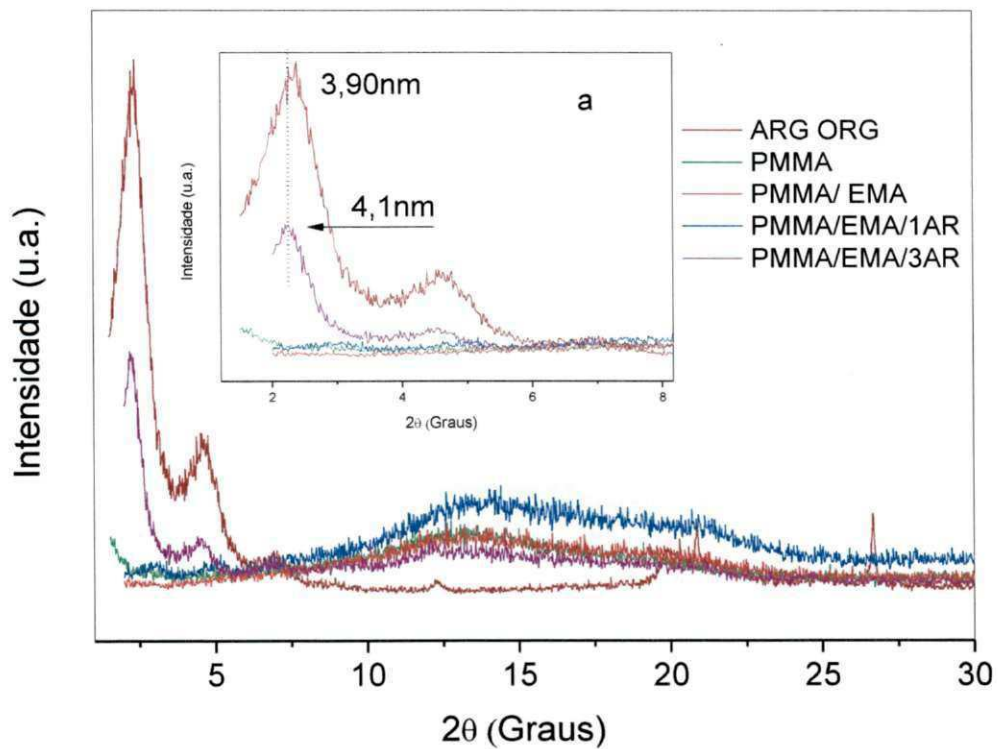 Intensidade (u.a.)
3,90nm
a
4,1nm
Intensidade (u.a.)
2
4
6
8
2θ (Graus)
ARG ORG
PMMA
PMMA/ EMA
PMMA/EMA/1AR
PMMA/EMA/3AR
5
10
15
20
25
30
2θ (Graus)